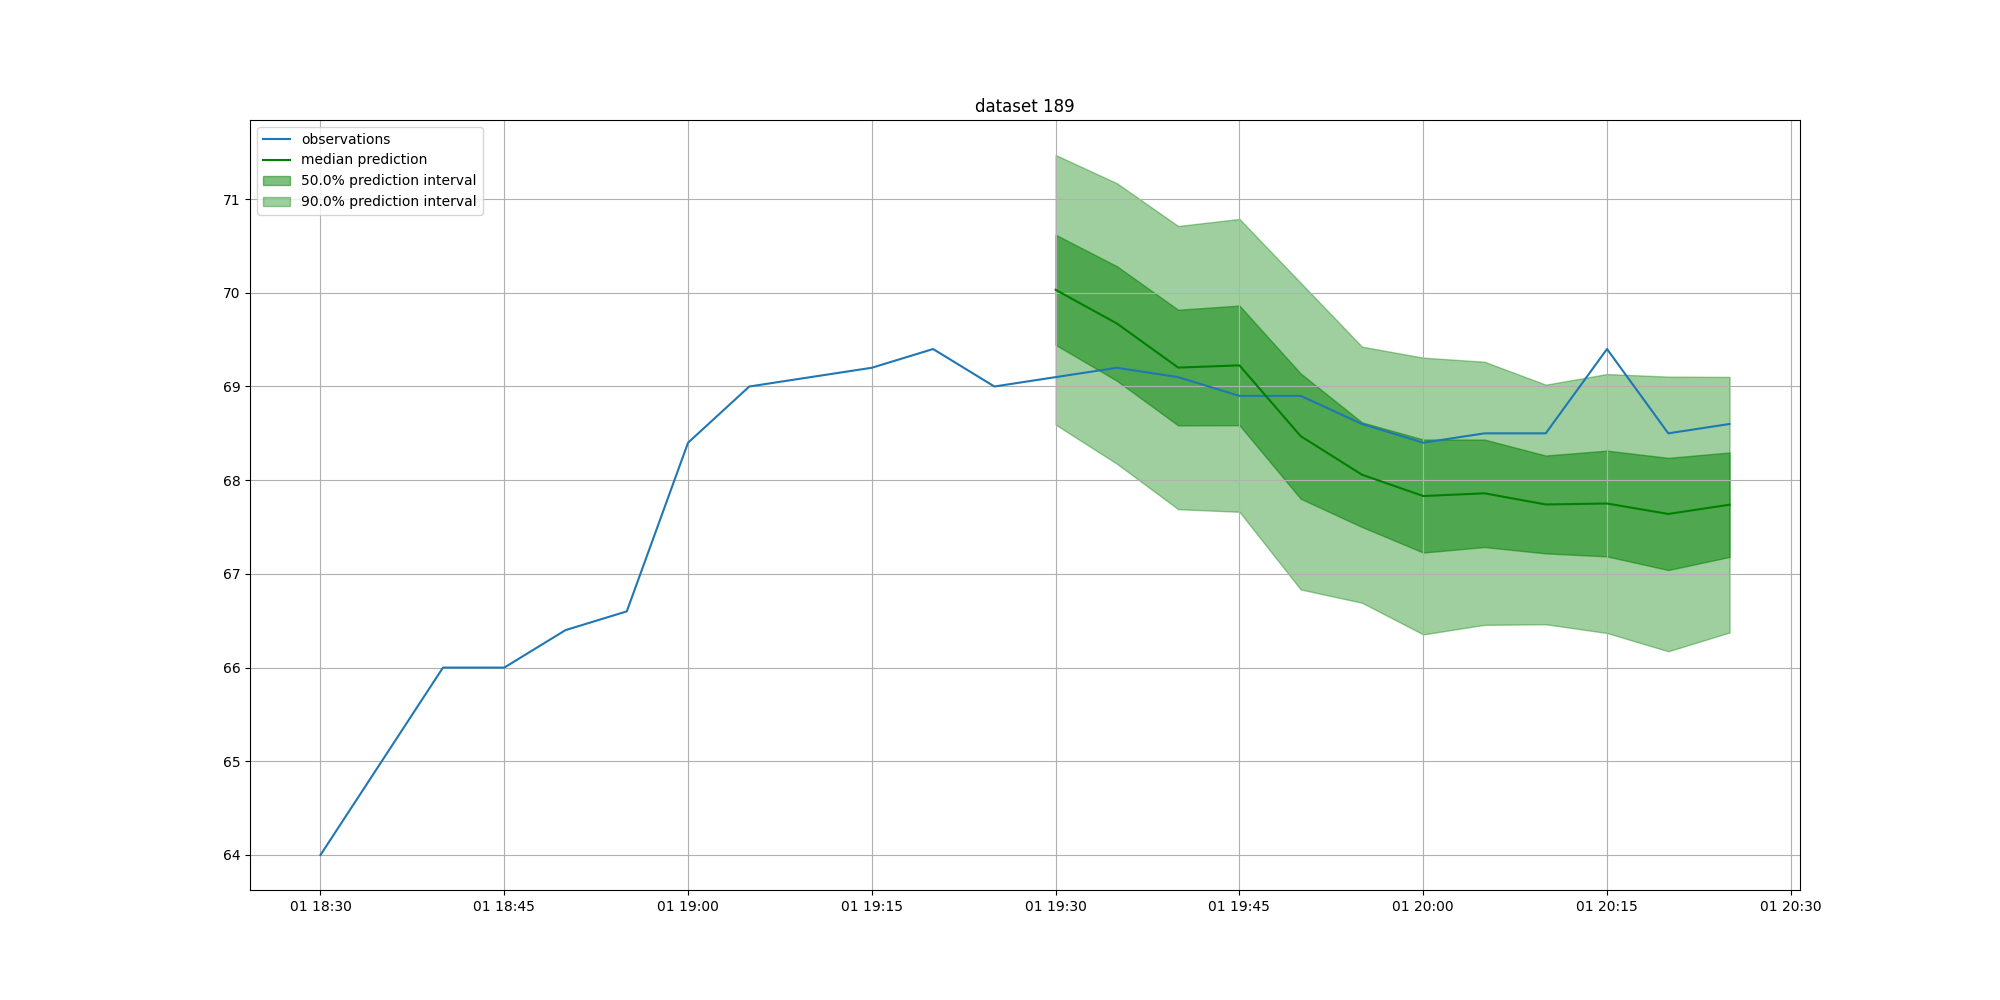 dataset 189
observations
median prediction
50.0% prediction interval
90.0% prediction interval
71
70
69
68
67
66
65
64
01 18:30 01 18:45 01 19:00 01 19:15 01 19:30 01 19:45 01 20:00 01 20:15 01 20:30